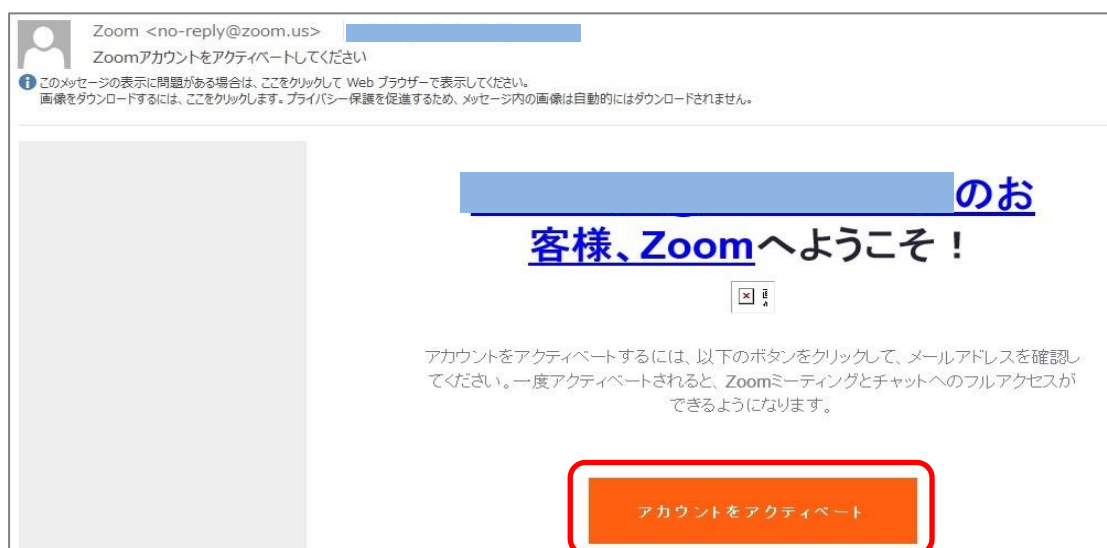 Zoom <no-reply@zoom.us>
Zoomアカウントをアクティベートしてください
このメッセージの表示に問題がある場合は、ここをクリックして Web ブラウザーで表示してください。
画像をダウンロードするには、ここをクリックします。プライバシー保護を促進するため、メッセージ内の画像は自動的にはダウンロードされません。
のお
客様、Zoomへようこそ！
アカウントをアクティベートするには、以下のボタンをクリックして、メールアドレスを確認し
てください。一度アクティベートされると、Zoomミーティングとチャットへのフルアクセスが
できるようになります。
アカウントをアクティベート